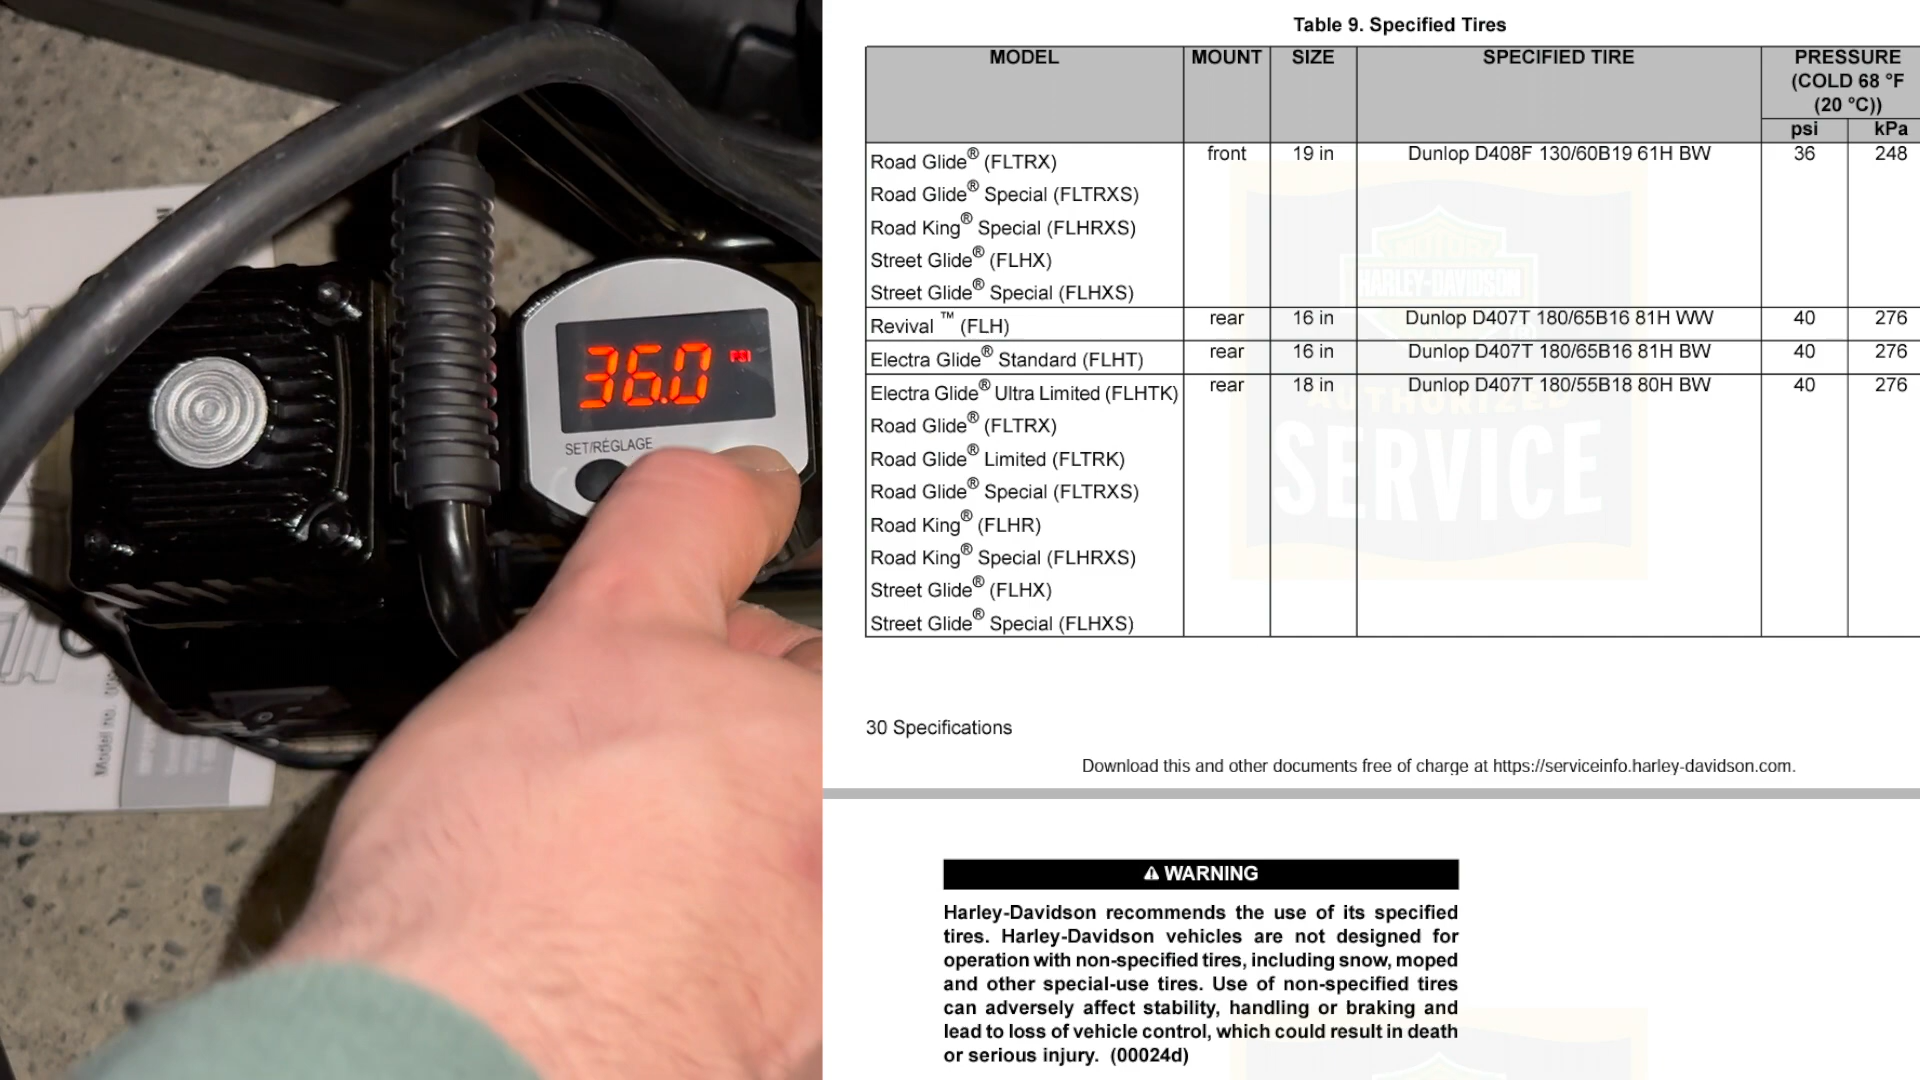 36.0
SET/RÉGLAGE
Model no.
Table 9. Specified Tires
MODEL MOUNT SIZE SPECIFIED TIRE PRESSURE (COLD 68 °F (20 °C))
psi kPa
Road Glide® (FLTRX) front 19 in Dunlop D408F 130/60B19 61H BW 36 248
Road Glide® Special (FLTRXS)
Road King® Special (FLHRXS)
Street Glide® (FLHX)
Street Glide® Special (FLHXS)
Revival ™ (FLH) rear 16 in Dunlop D407T 180/65B16 81H WW 40 276
Electra Glide® Standard (FLHT) rear 16 in Dunlop D407T 180/65B16 81H BW 40 276
Electra Glide® Ultra Limited (FLHTK) rear 18 in Dunlop D407T 180/55B18 80H BW 40 276
Road Glide® (FLTRX)
Road Glide® Limited (FLTRK)
Road Glide® Special (FLTRXS)
Road King® (FLHR)
Road King® Special (FLHRXS)
Street Glide® (FLHX)
Street Glide® Special (FLHXS)
MOTOR
HARLEY-DAVIDSON
AUTHORIZED
SERVICE
30 Specifications
Download this and other documents free of charge at https://serviceinfo.harley-davidson.com.
⚠ WARNING
Harley-Davidson recommends the use of its specified
tires. Harley-Davidson vehicles are not designed for
operation with non-specified tires, including snow, moped
and other special-use tires. Use of non-specified tires
can adversely affect stability, handling or braking and
lead to loss of vehicle control, which could result in death
or serious injury. (00024d)